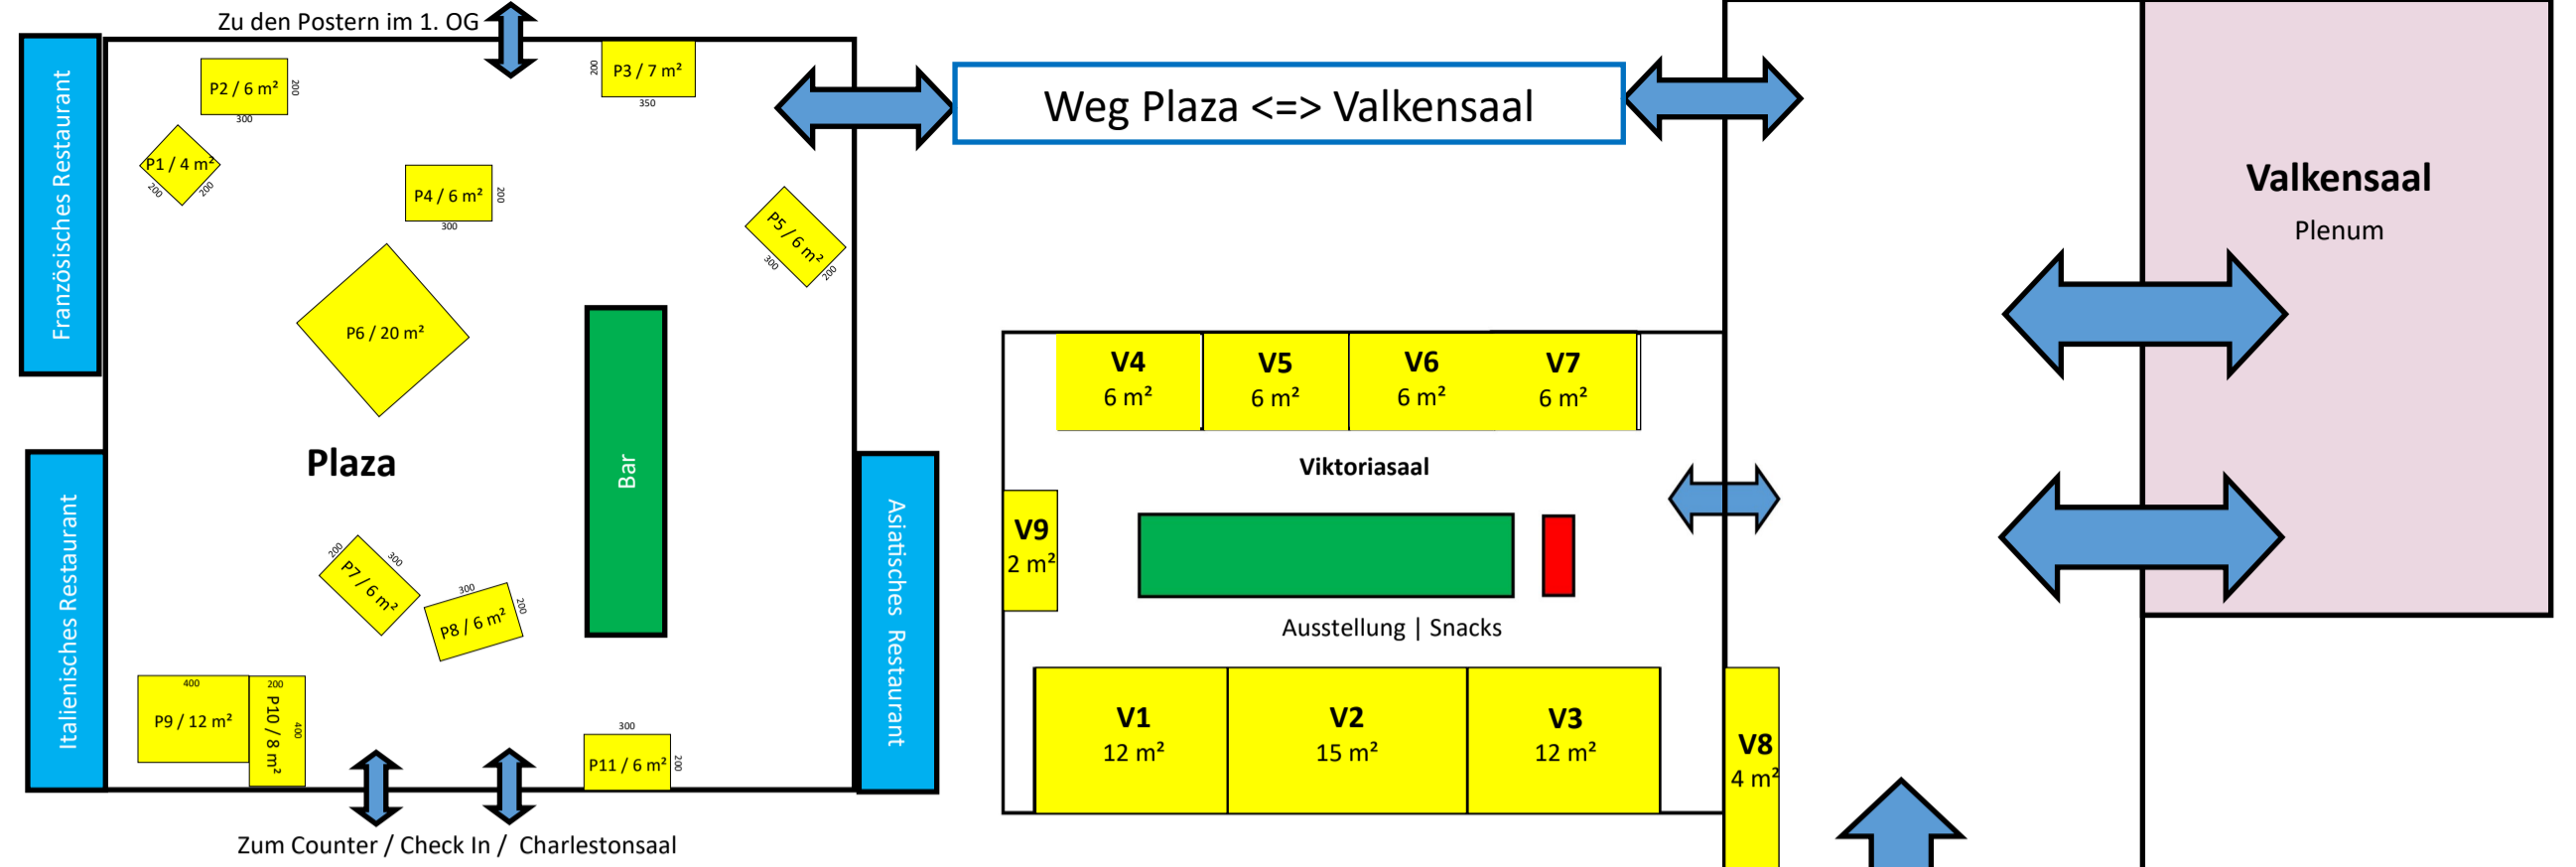 Zu den Postern im 1. OG
Französisches Restaurant
P2 / 6 m²
200
300
P3 / 7 m²
200
350
P1 / 4 m²
200
200
P4 / 6 m²
200
300
P5 / 6 m²
300
200
P6 / 20 m²
Bar
Plaza
Italienisches Restaurant
P7 / 6 m²
200
300
P8 / 6 m²
300
200
400
P9 / 12 m²
200
P10 / 8 m²
400
300
P11 / 6 m²
200
Asiatisches Restaurant
Zum Counter / Check In / Charlestonsaal
Weg Plaza <=> Valkensaal
V4
6 m²
V5
6 m²
V6
6 m²
V7
6 m²
Viktoriasaal
V9
2 m²
Ausstellung | Snacks
V1
12 m²
V2
15 m²
V3
12 m²
V8
4 m²
Valkensaal
Plenum